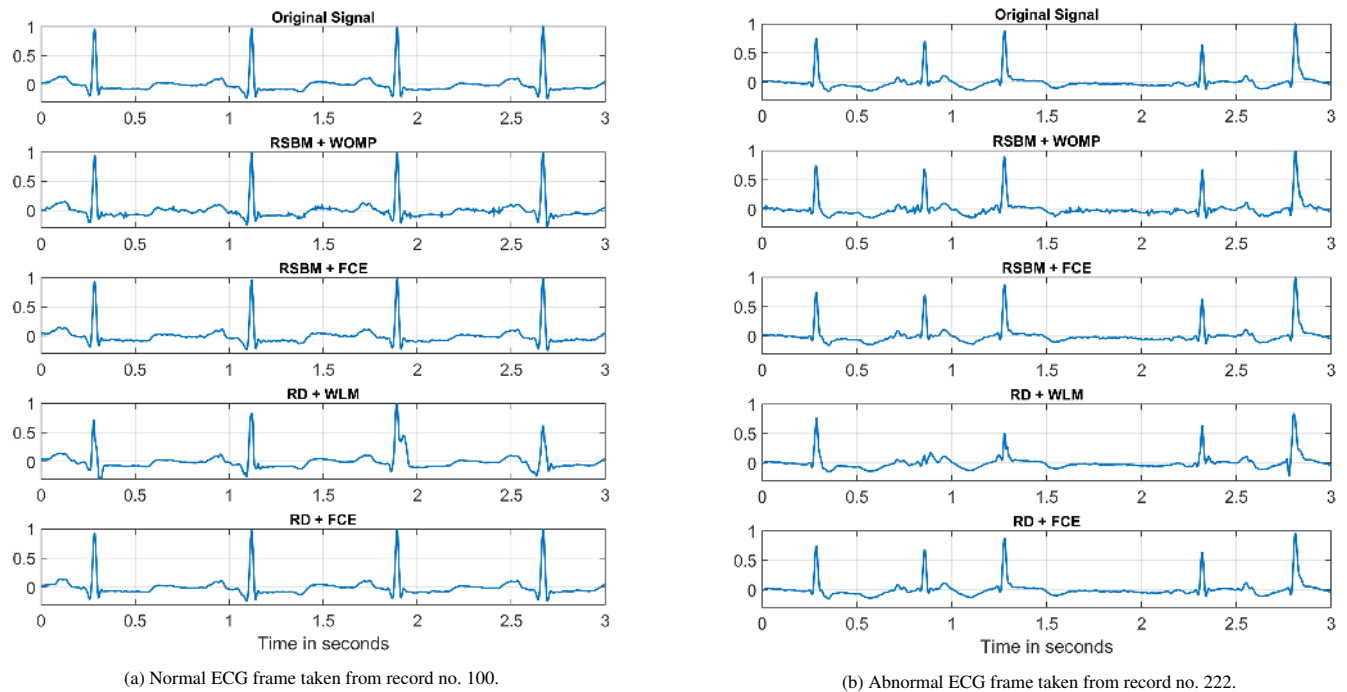 Original Signal
1
0.5
0
0 0.5 1 1.5 2 2.5 3
RSBM + WOMP
1
0.5
0
0 0.5 1 1.5 2 2.5 3
RSBM + FCE
1
0.5
0
0 0.5 1 1.5 2 2.5 3
RD + WLM
1
0.5
0
0 0.5 1 1.5 2 2.5 3
RD + FCE
1
0.5
0
0 0.5 1 1.5 2 2.5 3
Time in seconds
(a) Normal ECG frame taken from record no. 100.
Original Signal
1
0.5
0
0 0.5 1 1.5 2 2.5 3
RSBM + WOMP
1
0.5
0
0 0.5 1 1.5 2 2.5 3
RSBM + FCE
1
0.5
0
0 0.5 1 1.5 2 2.5 3
RD + WLM
1
0.5
0
0 0.5 1 1.5 2 2.5 3
RD + FCE
1
0.5
0
0 0.5 1 1.5 2 2.5 3
Time in seconds
(b) Abnormal ECG frame taken from record no. 222.